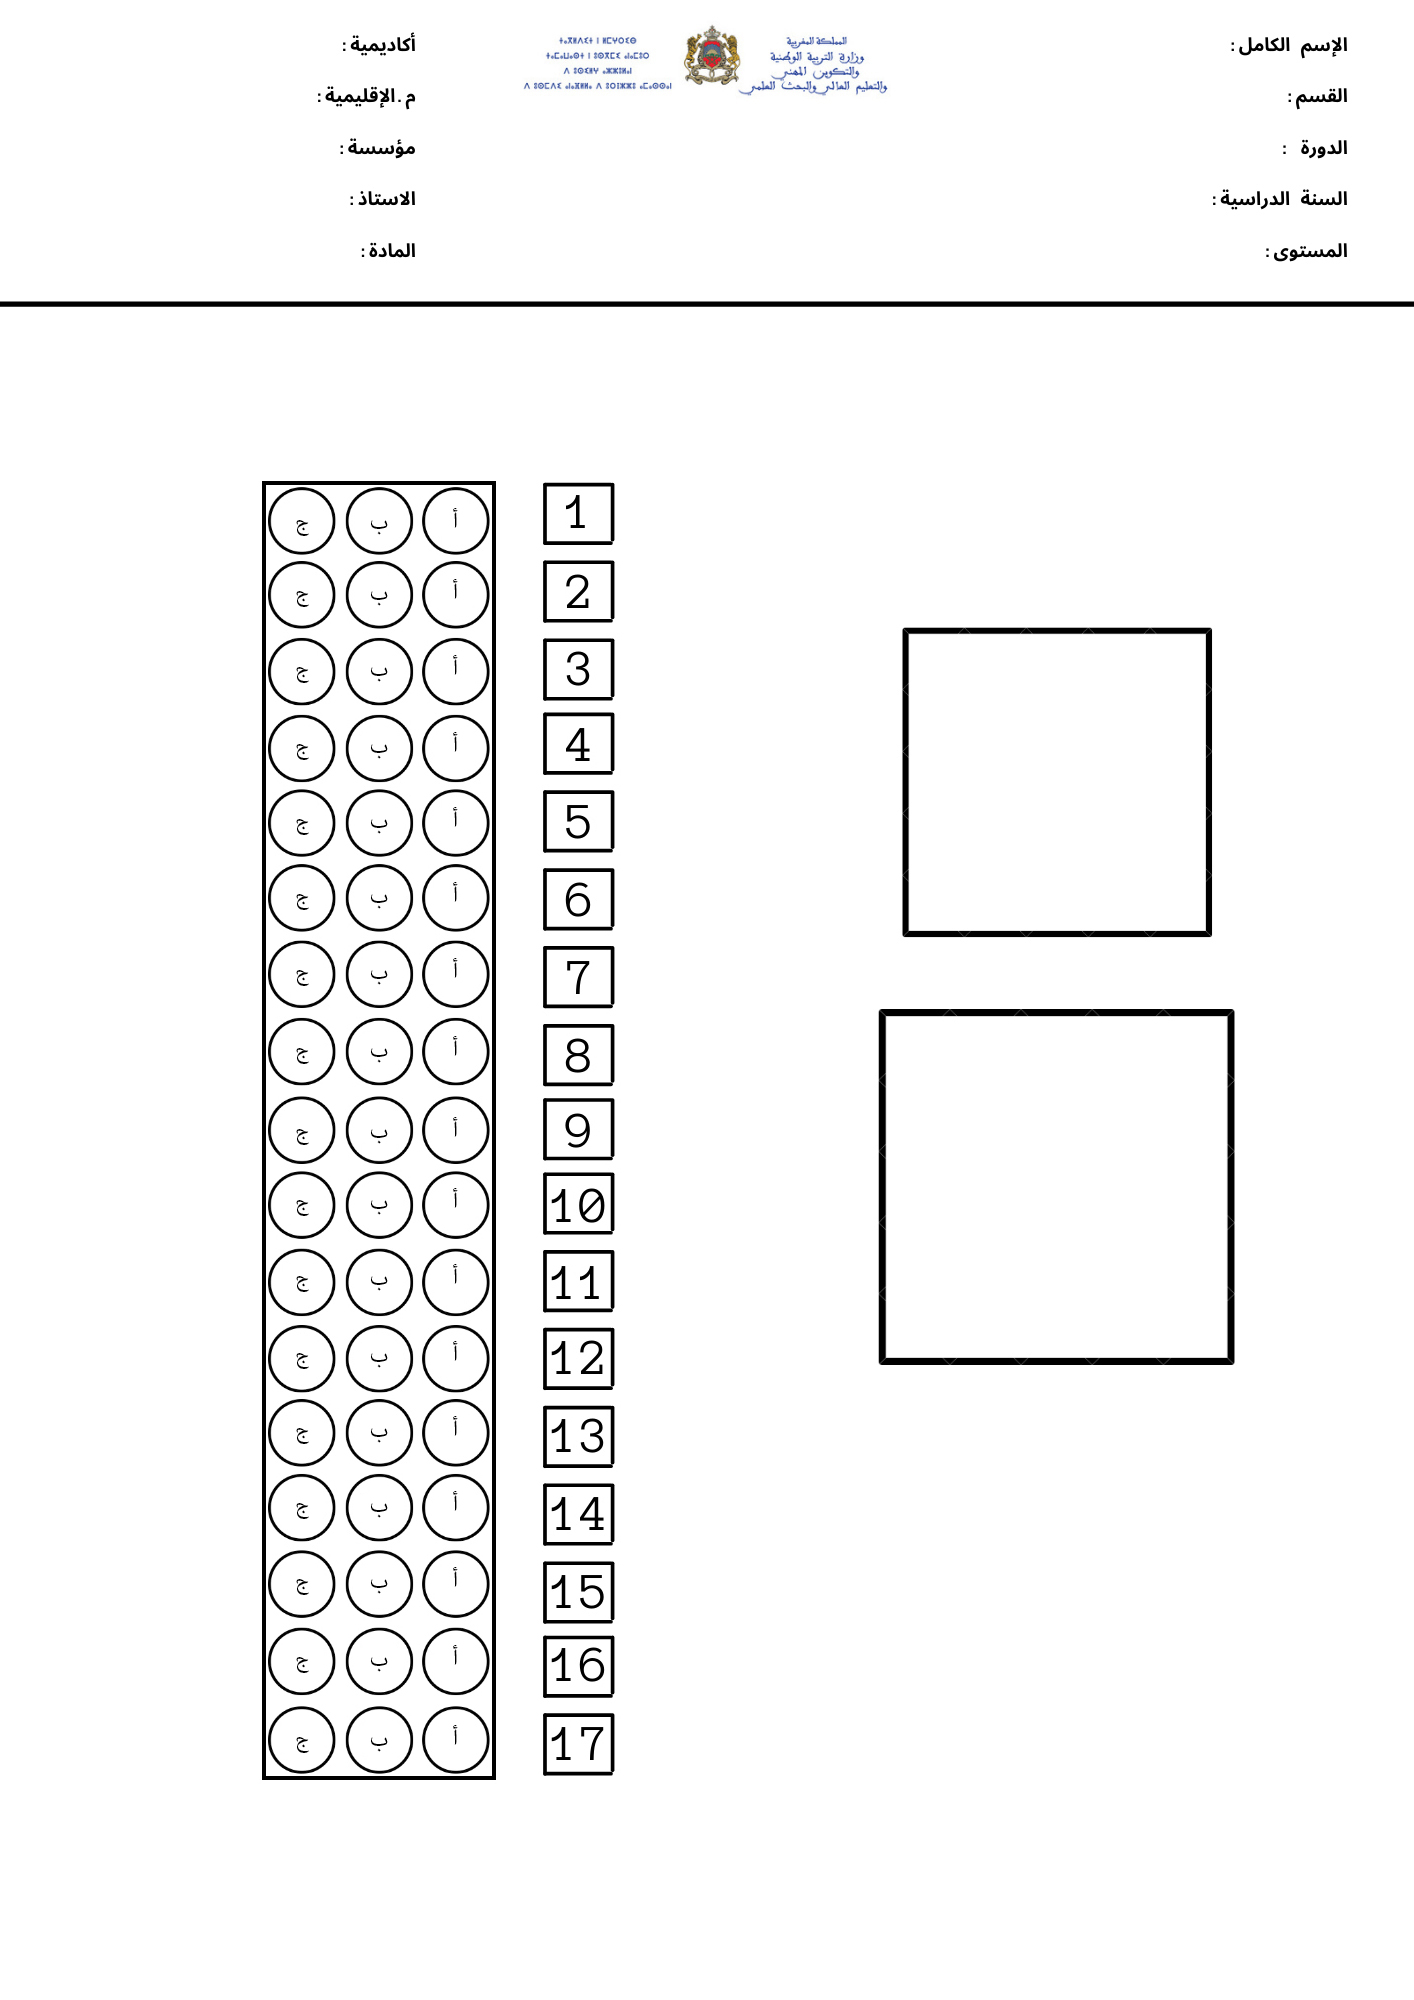 الإسم الكامل :
القسم :
الدورة :
السنة الدراسية :
المستوى :
المملكة المغربية
وزارة التربية الوطنية
والتكوين المهني
والتعليم العالي والبحث العلمي
أكاديمية :
م.الإقليمية :
مؤسسة :
الاستاذ :
المادة :
1 أ ب ج
2 أ ب ج
3 أ ب ج
4 أ ب ج
5 أ ب ج
6 أ ب ج
7 أ ب ج
8 أ ب ج
9 أ ب ج
10 أ ب ج
11 أ ب ج
12 أ ب ج
13 أ ب ج
14 أ ب ج
15 أ ب ج
16 أ ب ج
17 أ ب ج